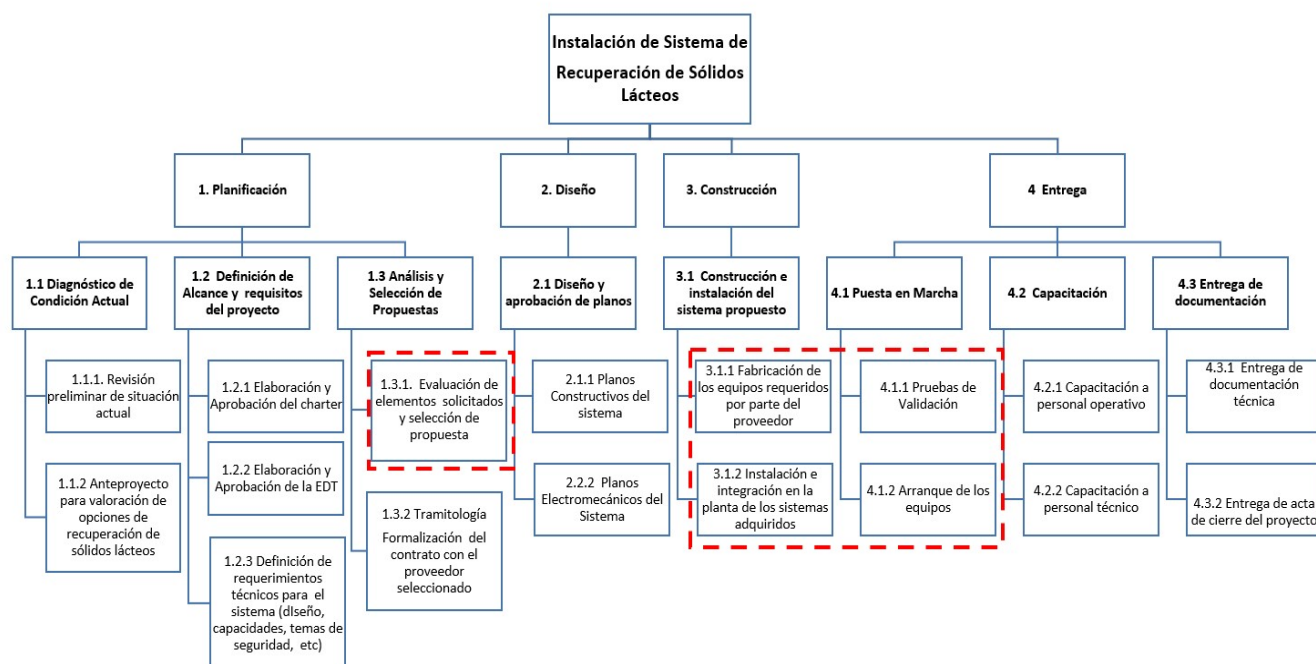 Instalación de Sistema de
Recuperación de Sólidos
Lácteos
1. Planificación
2. Diseño
3. Construcción
4 Entrega
1.1 Diagnóstico de
Condición Actual
1.2 Definición de
Alcance y requisitos
del proyecto
1.3 Análisis y
Selección de
Propuestas
2.1 Diseño y
aprobación de planos
3.1 Construcción e
instalación del
sistema propuesto
4.1 Puesta en Marcha
4.2 Capacitación
4.3 Entrega de
documentación
1.1.1. Revisión
preliminar de situación
actual
1.2.1 Elaboración y
Aprobación del charter
1.3.1. Evaluación de
elementos solicitados
y selección de
propuesta
2.1.1 Planos
Constructivos del
sistema
3.1.1 Fabricación de
los equipos requeridos
por parte del
proveedor
4.1.1 Pruebas de
Validación
4.2.1 Capacitación a
personal operativo
4.3.1 Entrega de
documentación
técnica
1.1.2 Anteproyecto
para valoración de
opciones de
recuperación de
sólidos lácteos
1.2.2 Elaboración y
Aprobación de la EDT
1.3.2 Tramitología
Formalización del
contrato con el
proveedor
seleccionado
2.2.2 Planos
Electromecánicos del
Sistema
3.1.2 Instalación e
integración en la
planta de los sistemas
adquiridos
4.1.2 Arranque de los
equipos
4.2.2 Capacitación a
personal técnico
4.3.2 Entrega de acta
de cierre del proyecto
1.2.3 Definición de
requerimientos
técnicos para el
sistema (dIseño,
capacidades, temas de
seguridad, etc)